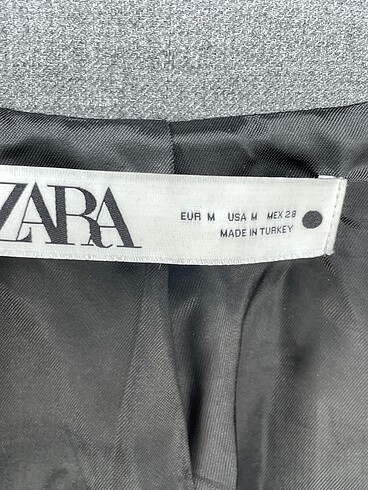 ZARA
EUR M USA M MEX 28
MADE IN TURKEY